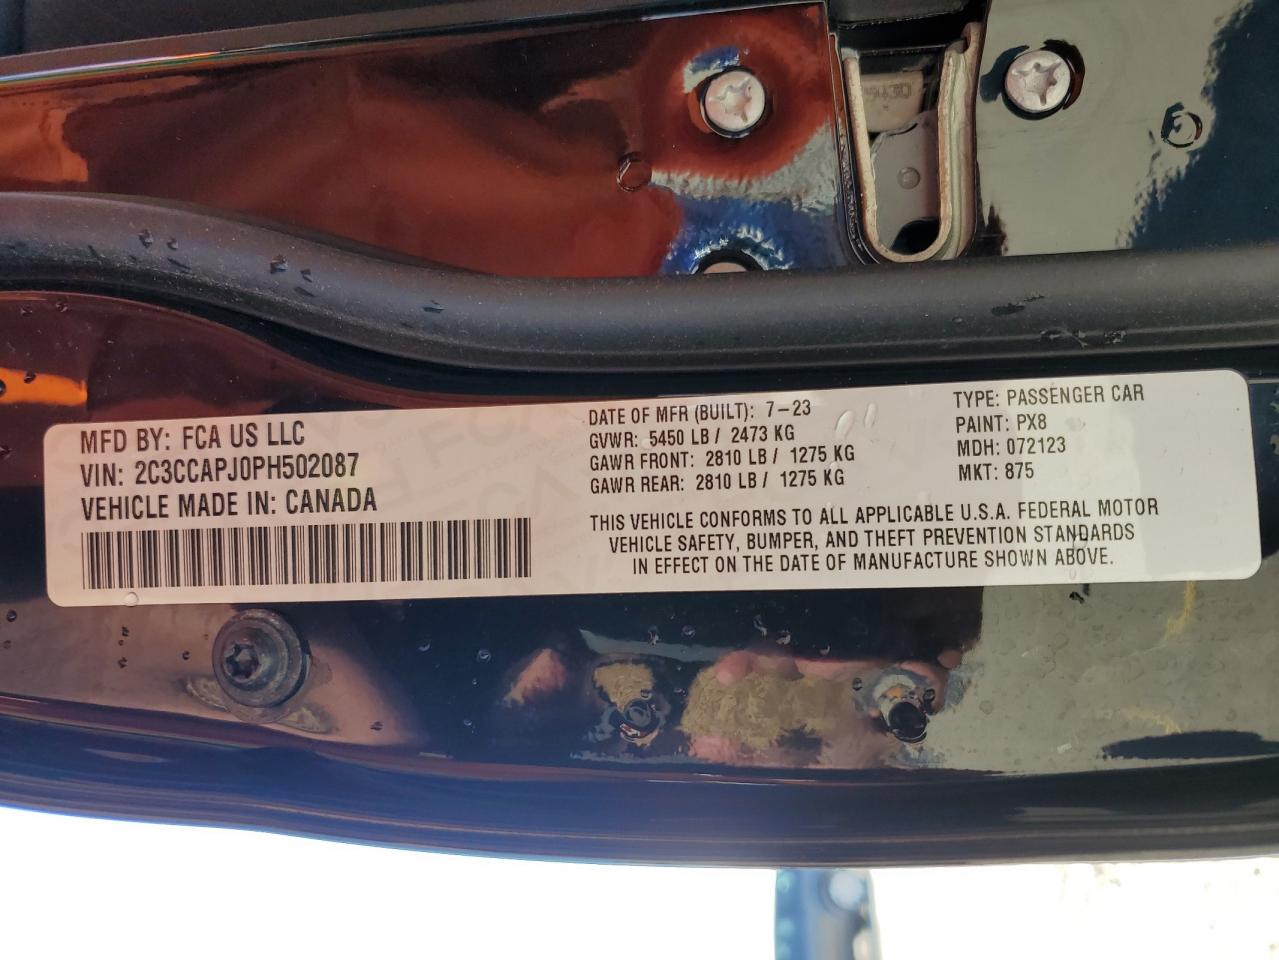 MFD BY: FCA US LLC
VIN: 2C3CCAPJ0PH502087
VEHICLE MADE IN: CANADA
DATE OF MFR (BUILT): 7-23
GVWR: 5450 LB / 2473 KG
GAWR FRONT: 2810 LB / 1275 KG
GAWR REAR: 2810 LB / 1275 KG
TYPE: PASSENGER CAR
PAINT: PX8
MDH: 072123
MKT: 875
THIS VEHICLE CONFORMS TO ALL APPLICABLE U.S.A. FEDERAL MOTOR
VEHICLE SAFETY, BUMPER, AND THEFT PREVENTION STANDARDS
IN EFFECT ON THE DATE OF MANUFACTURE SHOWN ABOVE.